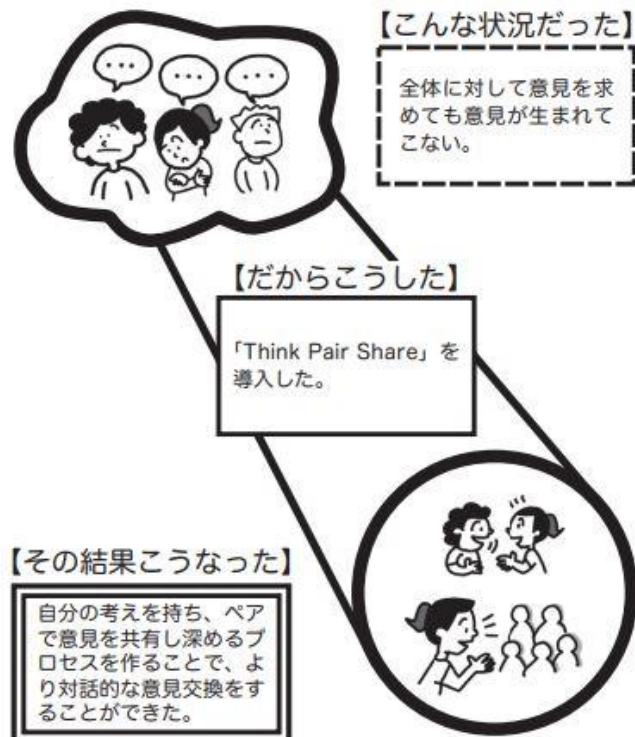 【こんな状況だった】
全体に対して意見を求
めても意見が生まれて
こない。
・・・
・・・
・・・
【だからこうした】
「Think Pair Share」を
導入した。
【その結果こうなった】
自分の考えを持ち、ペア
で意見を共有し深めるプ
ロセスを作ることで、よ
り対話的な意見交換をす
ることができた。